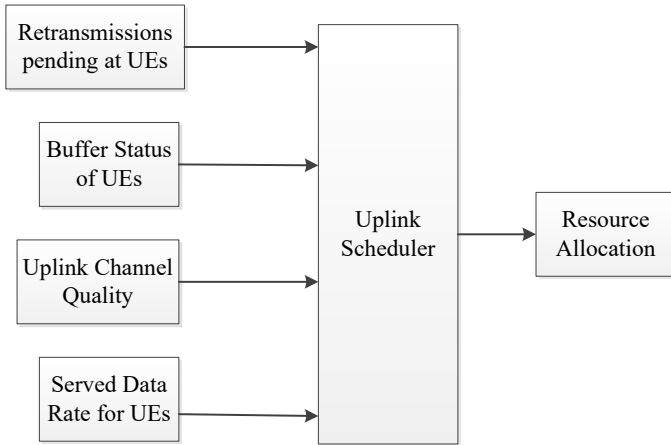 Retransmissions
pending at UEs
Buffer Status
of UEs
Uplink Channel
Quality
Served Data
Rate for UEs
Uplink
Scheduler
Resource
Allocation